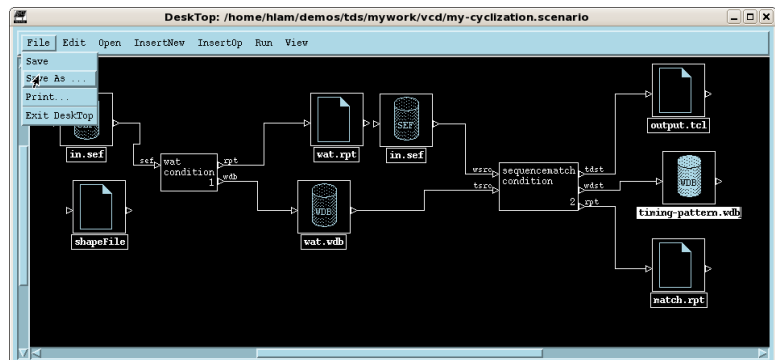 DeskTop: /home/hlam/demos/tds/mywork/vcd/my-cyclization.scenario
File Edit Open InsertNew InsertOp Run View
Save
Save As ...
Print...
Exit DeskTop
in.sef
shapeFile
sef
wat
condition
1
rpt
wdb
wat.rpt
WDB
wat.wdb
SEF
in.sef
wsrc
tsrc
sequencematch
condition
2
tdst
wdst
rpt
output.tcl
WDB
timing-pattern.wdb
match.rpt